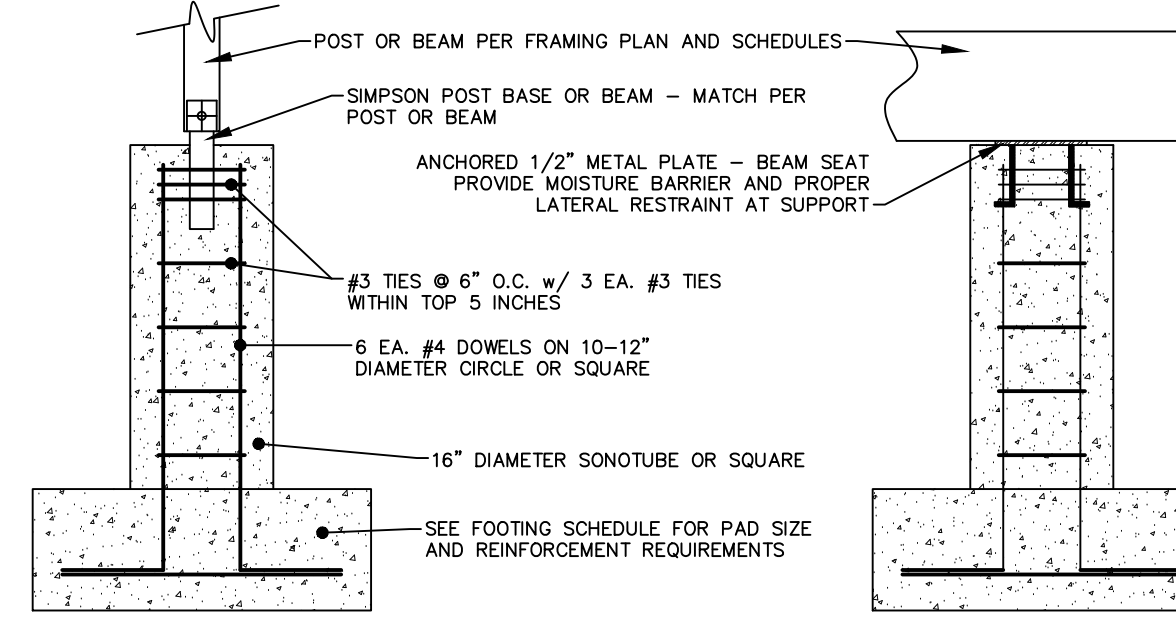 POST OR BEAM PER FRAMING PLAN AND SCHEDULES
SIMPSON POST BASE OR BEAM – MATCH PER
POST OR BEAM
ANCHORED 1/2” METAL PLATE – BEAM SEAT
PROVIDE MOISTURE BARRIER AND PROPER
LATERAL RESTRAINT AT SUPPORT
#3 TIES @ 6” O.C. w/ 3 EA. #3 TIES
WITHIN TOP 5 INCHES
6 EA. #4 DOWELS ON 10–12”
DIAMETER CIRCLE OR SQUARE
16” DIAMETER SONOTUBE OR SQUARE
SEE FOOTING SCHEDULE FOR PAD SIZE
AND REINFORCEMENT REQUIREMENTS